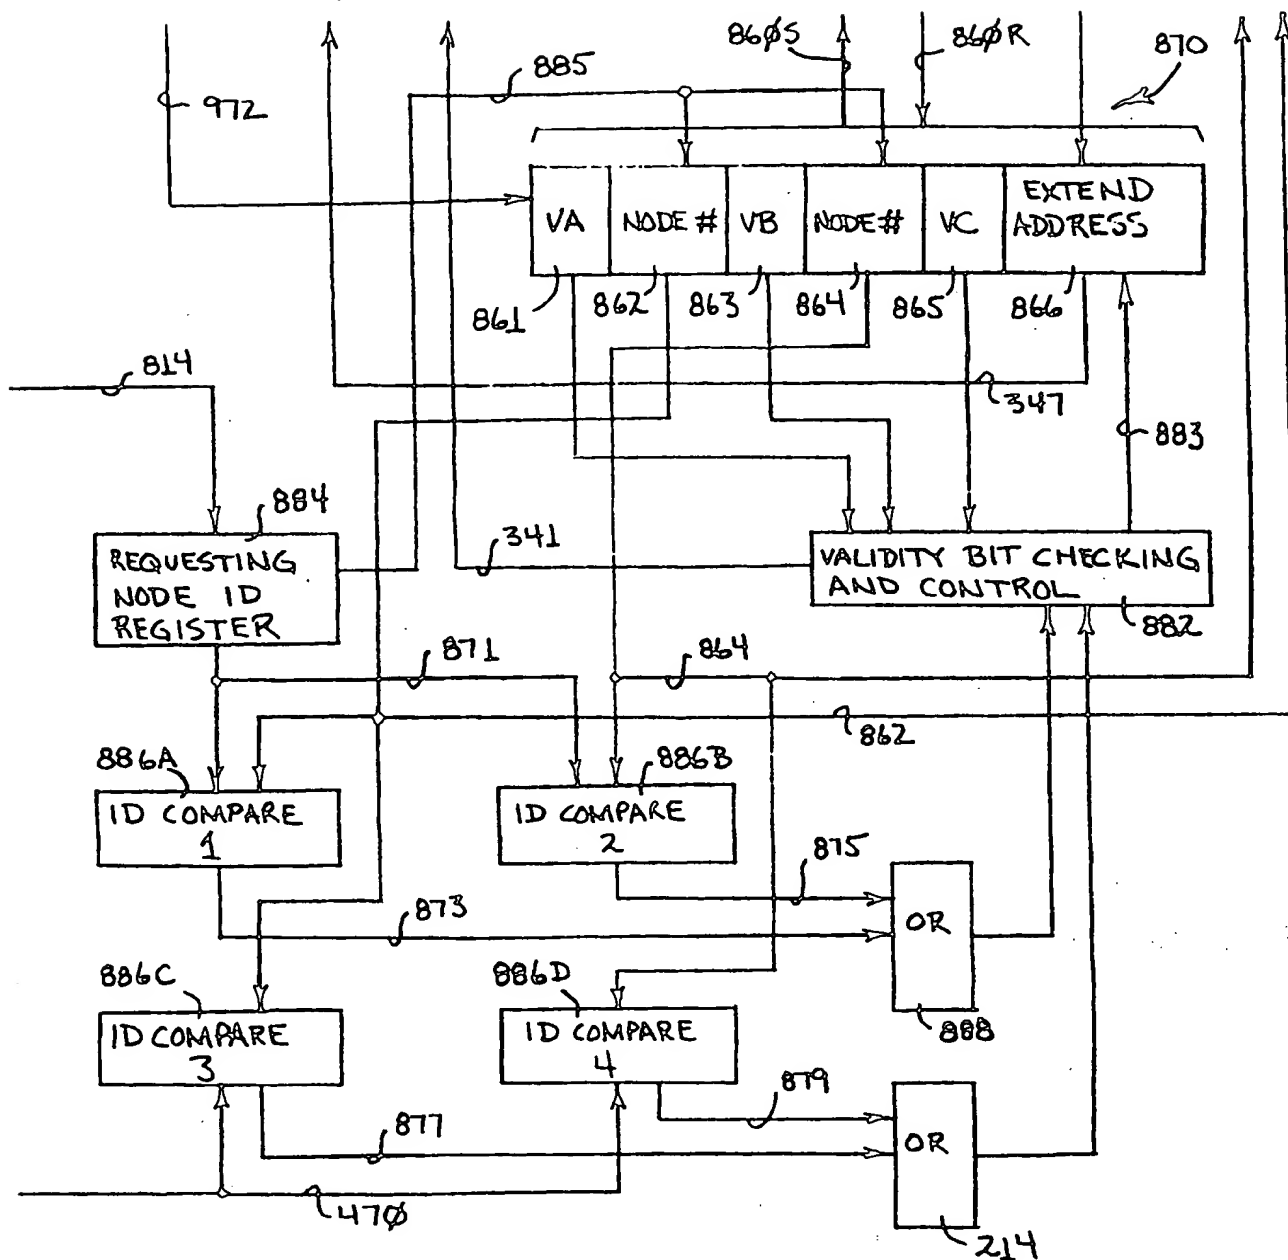 860S
860R
870
885
972
VA
NODE #
VB
NODE #
VC
EXTEND
ADDRESS
861
862
863
864
865
866
814
347
883
884
341
REQUESTING
NODE ID
REGISTER
VALIDITY BIT CHECKING
AND CONTROL
882
871
864
862
886A
886B
ID COMPARE
1
ID COMPARE
2
875
873
OR
886C
886D
888
ID COMPARE
3
ID COMPARE
4
879
877
OR
470
214